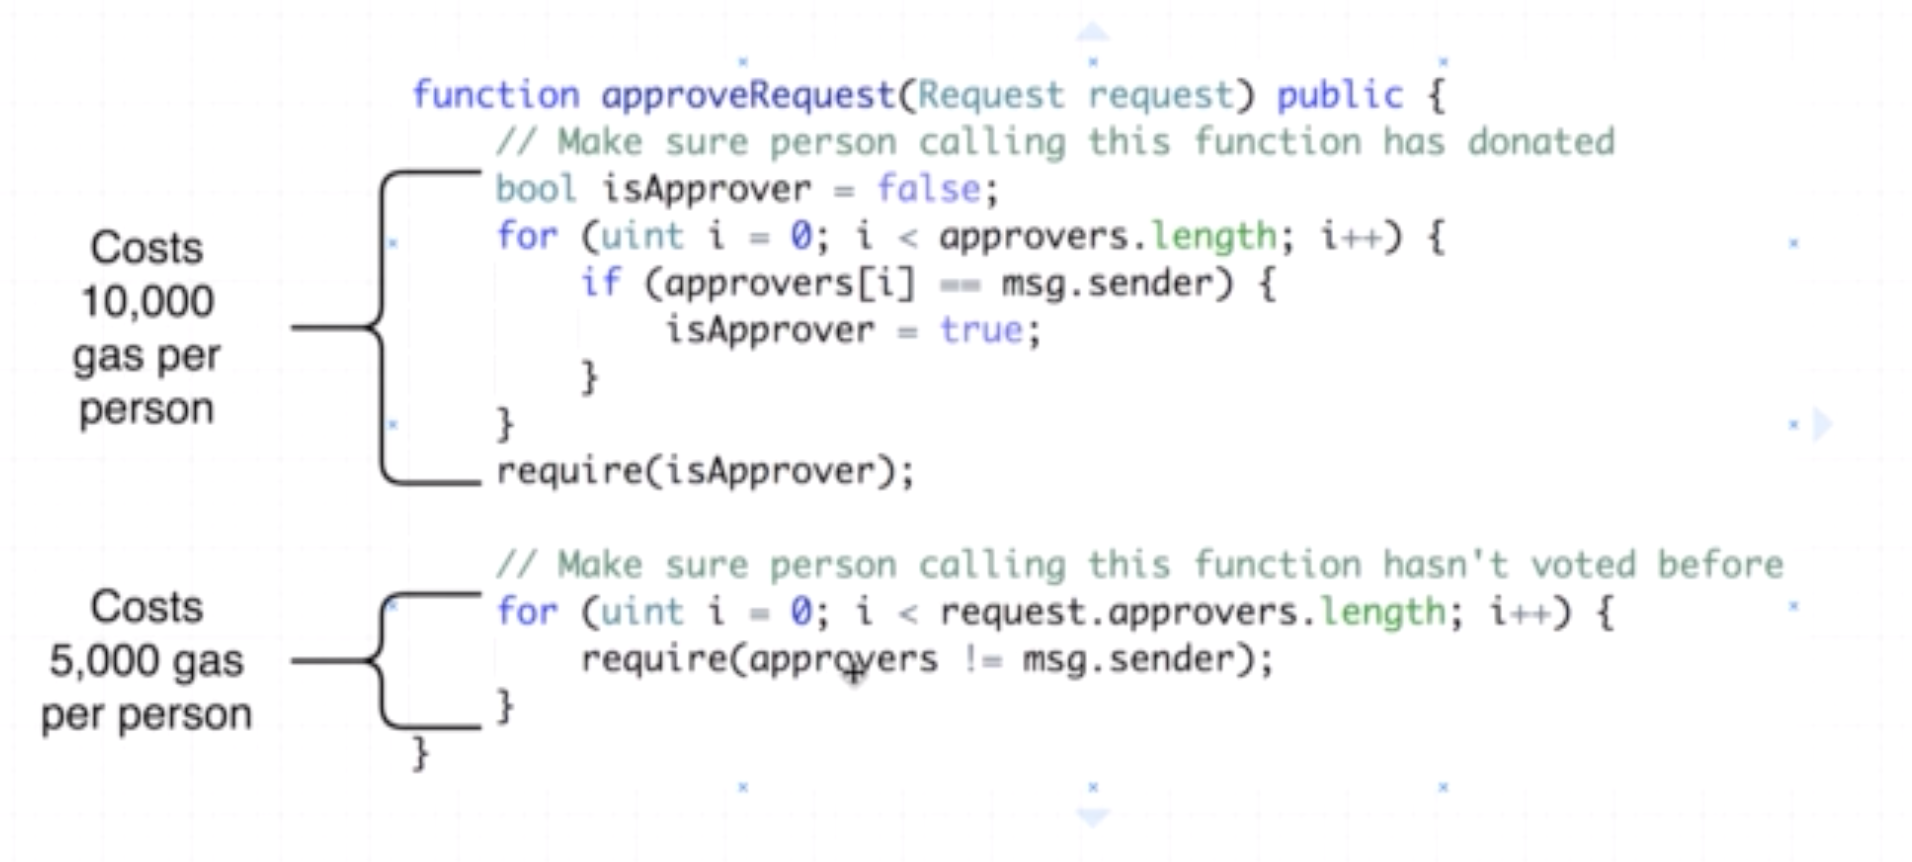 function approveRequest(Request request) public {
// Make sure person calling this function has donated
bool isApprover = false;
for (uint i = 0; i < approvers.length; i++) {
if (approvers[i] == msg.sender) {
isApprover = true;
}
}
require(isApprover);
// Make sure person calling this function hasn't voted before
for (uint i = 0; i < request.approvers.length; i++) {
require(approvers != msg.sender);
}
}
Costs
10,000
gas per
person
Costs
5,000 gas
per person